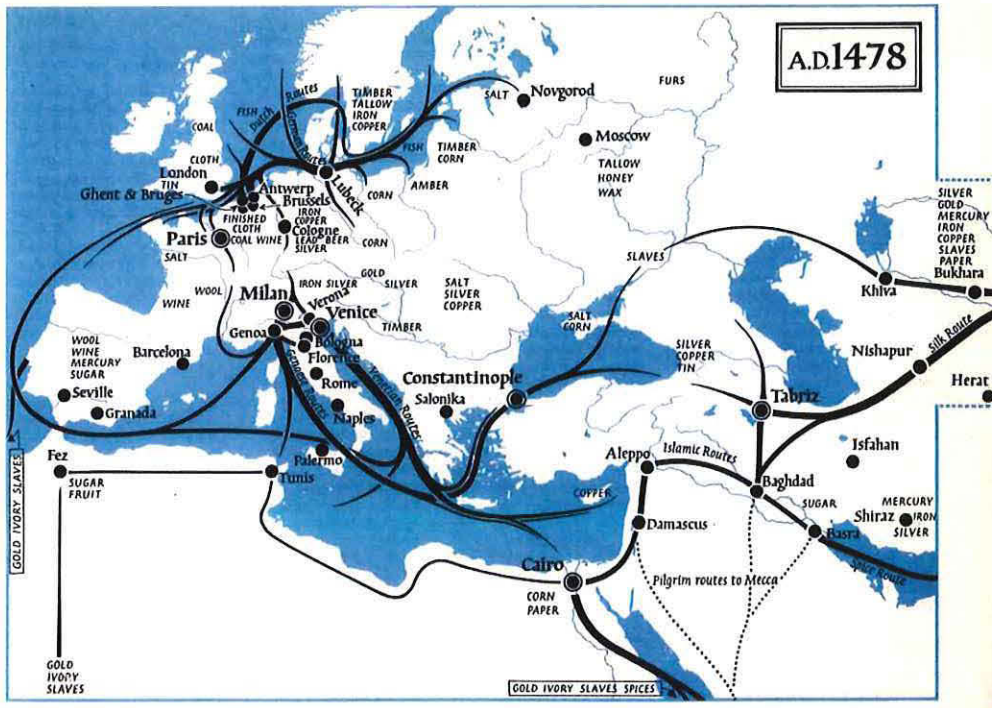 A.D.1478
FURS
Novgorod
SALT
Moscow
TALLOW
HONEY
WAX
TIMBER
TALLOW
IRON
COPPER
Dutch Routes
German Routes
FISH
COAL
CLOTH
London
TIN
Ghent & Bruges
Antwerp
Brussels
FINISHED
CLOTH
IRON
COPPER
Cologne
LEAD BEER
SILVER
Lubeck
FISH
TIMBER
CORN
AMBER
CORN
CORN
Paris
COAL WINE
SALT
WINE
WOOL
IRON SILVER
GOLD
SILVER
SALT
SILVER
COPPER
TIMBER
Milan
Verona
Venice
Genoa
Bologna
Florence
Rome
Naples
Palermo
Genoese Routes
Venetian Routes
WOOL
WINE
MERCURY
SUGAR
Barcelona
Seville
Granada
GOLD IVORY SLAVES
Fez
SUGAR
FRUIT
Tunis
GOLD
IVORY
SLAVES
Constantinople
Salonika
SLAVES
SALT
CORN
SILVER
COPPER
TIN
Tabriz
SILVER
GOLD
MERCURY
IRON
COPPER
SLAVES
PAPER
Bukhara
Khiva
Silk Route
Nishapur
Herat
Isfahan
Aleppo
Islamic Routes
Baghdad
COPPER
Damascus
SUGAR
Basra
MERCURY
Shiraz
IRON
SILVER
Spice Route
Cairo
CORN
PAPER
Pilgrim routes to Mecca
GOLD IVORY SLAVES SPICES